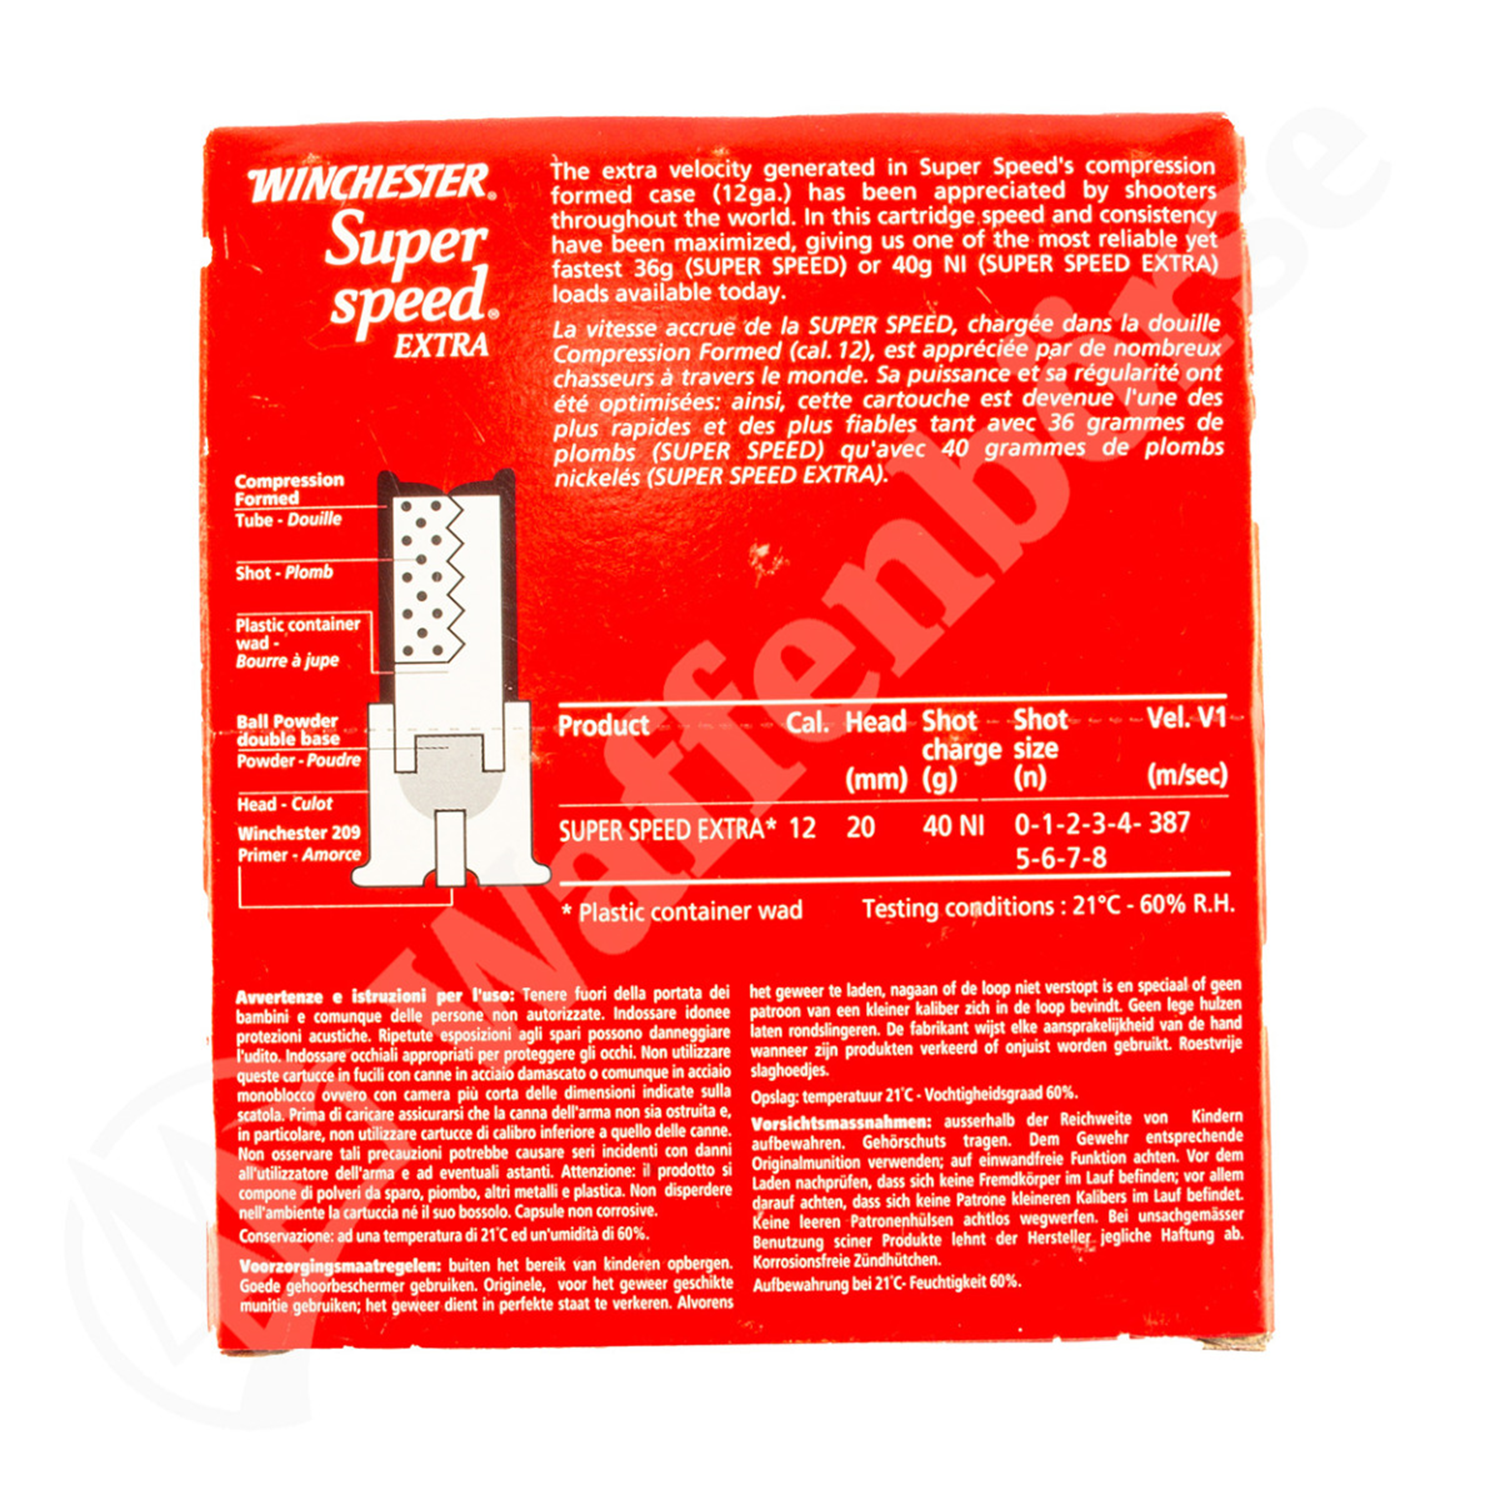 WINCHESTER®
Super
speed®
EXTRA
The extra velocity generated in Super Speed's compression
formed case (12ga.) has been appreciated by shooters
throughout the world. In this cartridge speed and consistency
have been maximized, giving us one of the most reliable yet
fastest 36g (SUPER SPEED) or 40g NI (SUPER SPEED EXTRA)
loads available today.
La vitesse accrue de la SUPER SPEED, chargée dans la douille
Compression Formed (cal. 12), est appréciée par de nombreux
chasseurs à travers le monde. Sa puissance et sa régularité ont
été optimisées: ainsi, cette cartouche est devenue l'une des
plus rapides et des plus fiables tant avec 36 grammes de
plombs (SUPER SPEED) qu'avec 40 grammes de plombs
nickelés (SUPER SPEED EXTRA).
Compression
Formed
Tube - Douille
Shot - Plomb
Plastic container
wad -
Bourre à jupe
Ball Powder
double base
Powder - Poudre
Head - Culot
Winchester 209
Primer - Amorce
Product Cal. Head Shot Shot Vel. V1
charge size
(mm) (g) (n) (m/sec)
SUPER SPEED EXTRA* 12 20 40 NI 0-1-2-3-4- 387
5-6-7-8
* Plastic container wad Testing conditions : 21°C - 60% R.H.
Avvertenze e istruzioni per l'uso: Tenere fuori della portata dei
bambini e comunque delle persone non autorizzate. Indossare idonee
protezioni acustiche. Ripetute esposizioni agli spari possono danneggiare
l'udito. Indossare occhiali appropriati per proteggere gli occhi. Non utilizzare
queste cartucce in fucili con canne in acciaio damascato o comunque in acciaio
monoblocco ovvero con camera più corta delle dimensioni indicate sulla
scatola. Prima di caricare assicurarsi che la canna dell'arma non sia ostruita e,
in particolare, non utilizzare cartucce di calibro inferiore a quello delle canne.
Non osservare tali precauzioni potrebbe causare seri incidenti con danni
all'utilizzatore dell'arma e ad eventuali astanti. Attenzione: il prodotto si
compone di polveri da sparo, piombo, altri metalli e plastica. Non disperdere
nell'ambiente la cartuccia né il suo bossolo. Capsule non corrosive.
Conservazione: ad una temperatura di 21°C ed un'umidità di 60%.
Voorzorgingsmaatregelen: buiten het bereik van kinderen opbergen.
Goede gehoorbeschermer gebruiken. Originele, voor het geweer geschikte
munitie gebruiken; het geweer dient in perfekte staat te verkeren. Alvorens
het geweer te laden, nagaan of de loop niet verstopt is en speciaal of geen
patroon van een kleiner kaliber zich in de loop bevindt. Geen lege hulzen
laten rondslingeren. De fabrikant wijst elke aansprakelijkheid van de hand
wanneer zijn produkten verkeerd of onjuist worden gebruikt. Roestvrije
slaghoedjes.
Opslag: temperatuur 21°C - Vochtigheidsgraad 60%.
Vorsichtsmassnahmen: ausserhalb der Reichweite von Kindern
aufbewahren. Gehörschuts tragen. Dem Gewehr entsprechende
Originalmunition verwenden; auf einwandfreie Funktion achten. Vor dem
Laden nachprüfen, dass sich keine Fremdkörper im Lauf befinden; vor allem
darauf achten, dass sich keine Patrone kleineren Kalibers im Lauf befindet.
Keine leeren Patronenhülsen achtlos wegwerfen. Bei unsachgemässer
Benutzung sciner Produkte lehnt der Hersteller jegliche Haftung ab.
Korrosionsfreie Zündhütchen.
Aufbewahrung bei 21°C- Feuchtigkeit 60%.
Waffenbörse